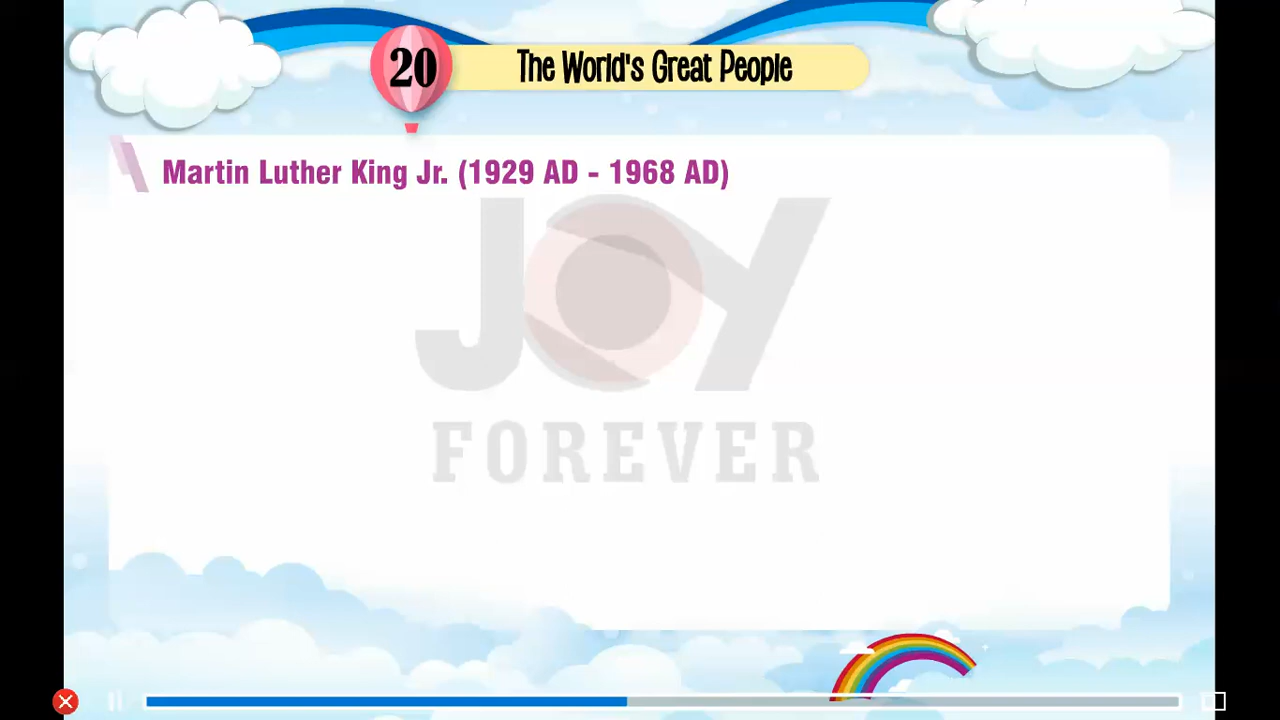 20
The World's Great People
Martin Luther King Jr. (1929 AD - 1968 AD)
JOY
FOREVER